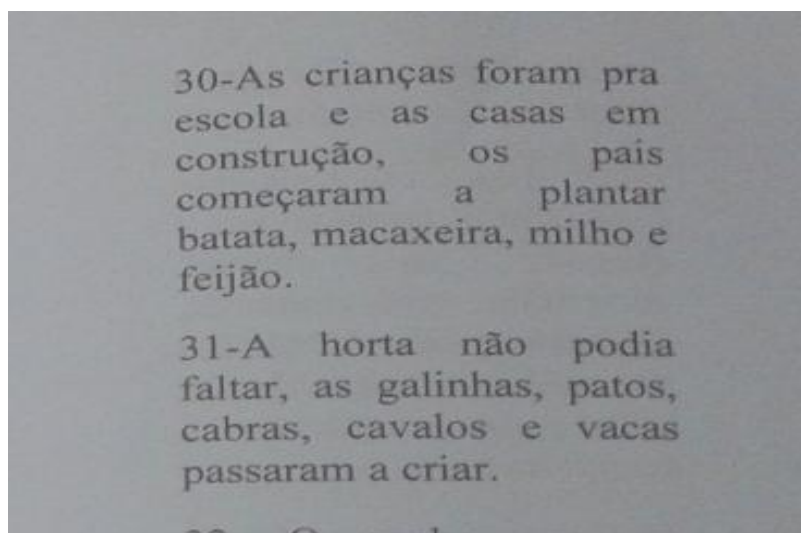 30-As crianças foram pra
escola e as casas em
construção, os pais
começaram a plantar
batata, macaxeira, milho e
feijão.
31-A horta não podia
faltar, as galinhas, patos,
cabras, cavalos e vacas
passaram a criar.